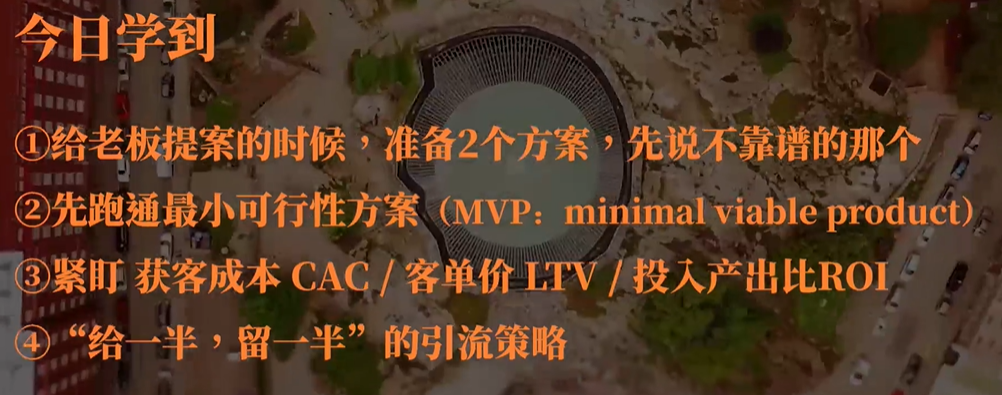 今日学到
①给老板提案的时候，准备2个方案，先说不靠谱的那个
②先跑通最小可行性方案（MVP：minimal viable product）
③紧盯 获客成本 CAC / 客单价 LTV / 投入产出比ROI
④“给一半，留一半”的引流策略